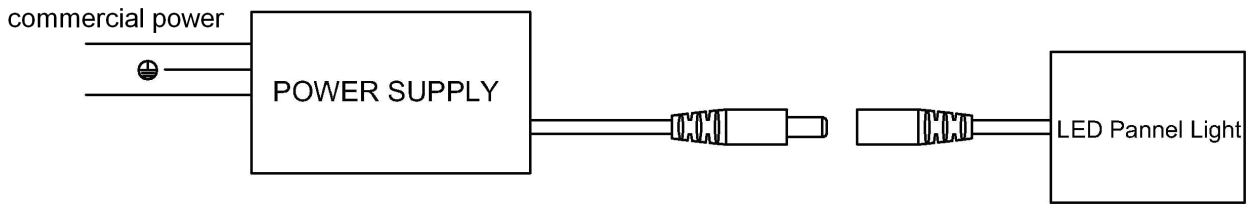 commercial power
POWER SUPPLY
LED Pannel Light